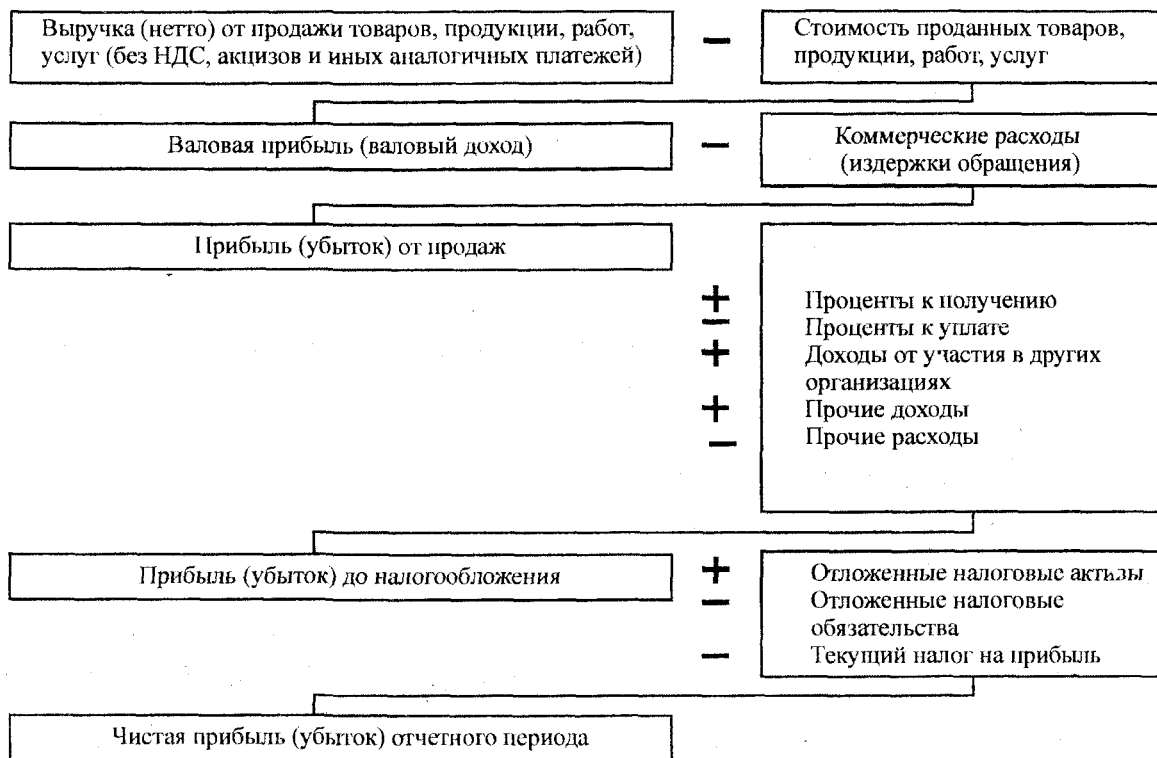 Выручка (нетто) от продажи товаров, продукции, работ,
услуг (без НДС, акцизов и иных аналогичных платежей)
–
Стоимость проданных товаров,
продукции, работ, услуг
Валовая прибыль (валовый доход)
–
Коммерческие расходы
(издержки обращения)
Прибыль (убыток) от продаж
+ Проценты к получению
– Проценты к уплате
+ Доходы от участия в других
организациях
+ Прочие доходы
– Прочие расходы
Прибыль (убыток) до налогообложения
+ Отложенные налоговые активы
– Отложенные налоговые
обязательства
– Текущий налог на прибыль
Чистая прибыль (убыток) отчетного периода